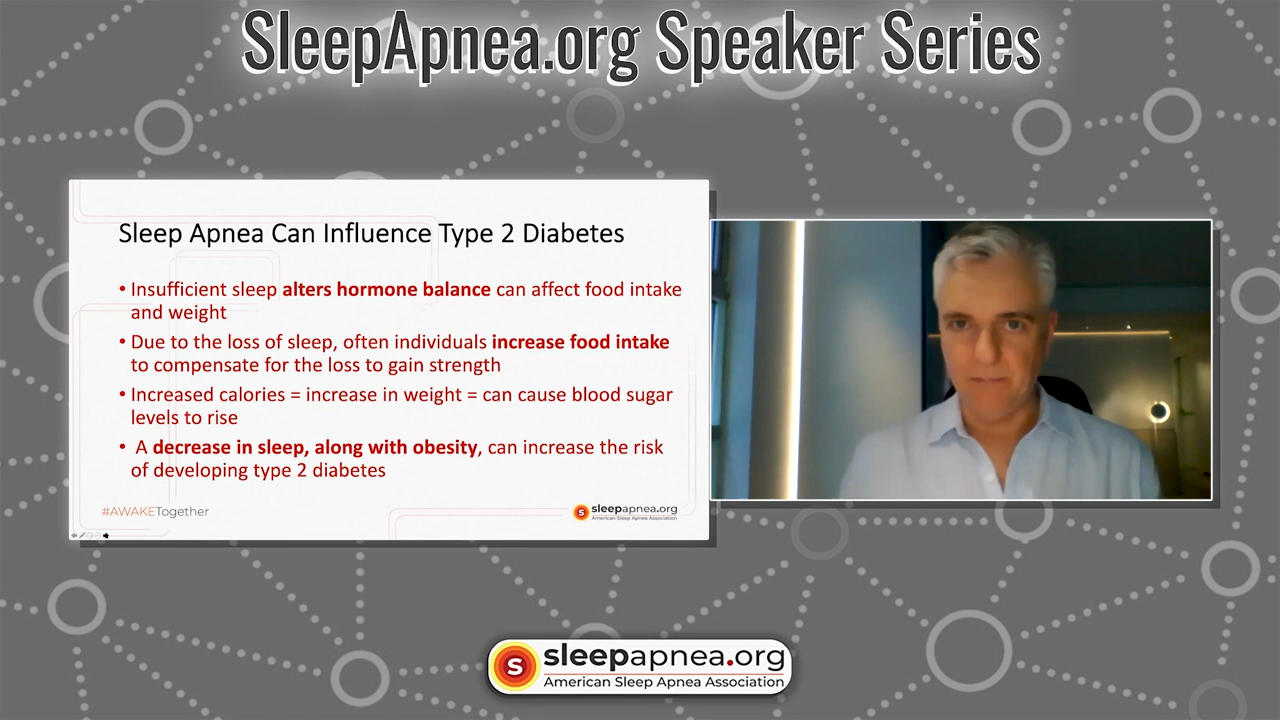 SleepApnea.org Speaker Series
Sleep Apnea Can Influence Type 2 Diabetes
• Insufficient sleep alters hormone balance can affect food intake
and weight
• Due to the loss of sleep, often individuals increase food intake
to compensate for the loss to gain strength
• Increased calories = increase in weight = can cause blood sugar
levels to rise
• A decrease in sleep, along with obesity, can increase the risk
of developing type 2 diabetes
#AWAKETogether
S sleepapnea.org
American Sleep Apnea Association
S sleepapnea.org
American Sleep Apnea Association